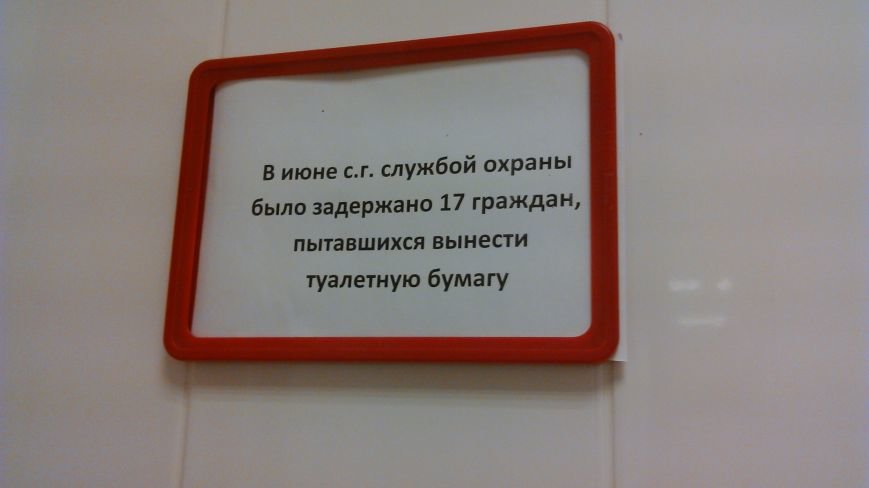 В июне с.г. службой охраны
было задержано 17 граждан,
пытавшихся вынести
туалетную бумагу